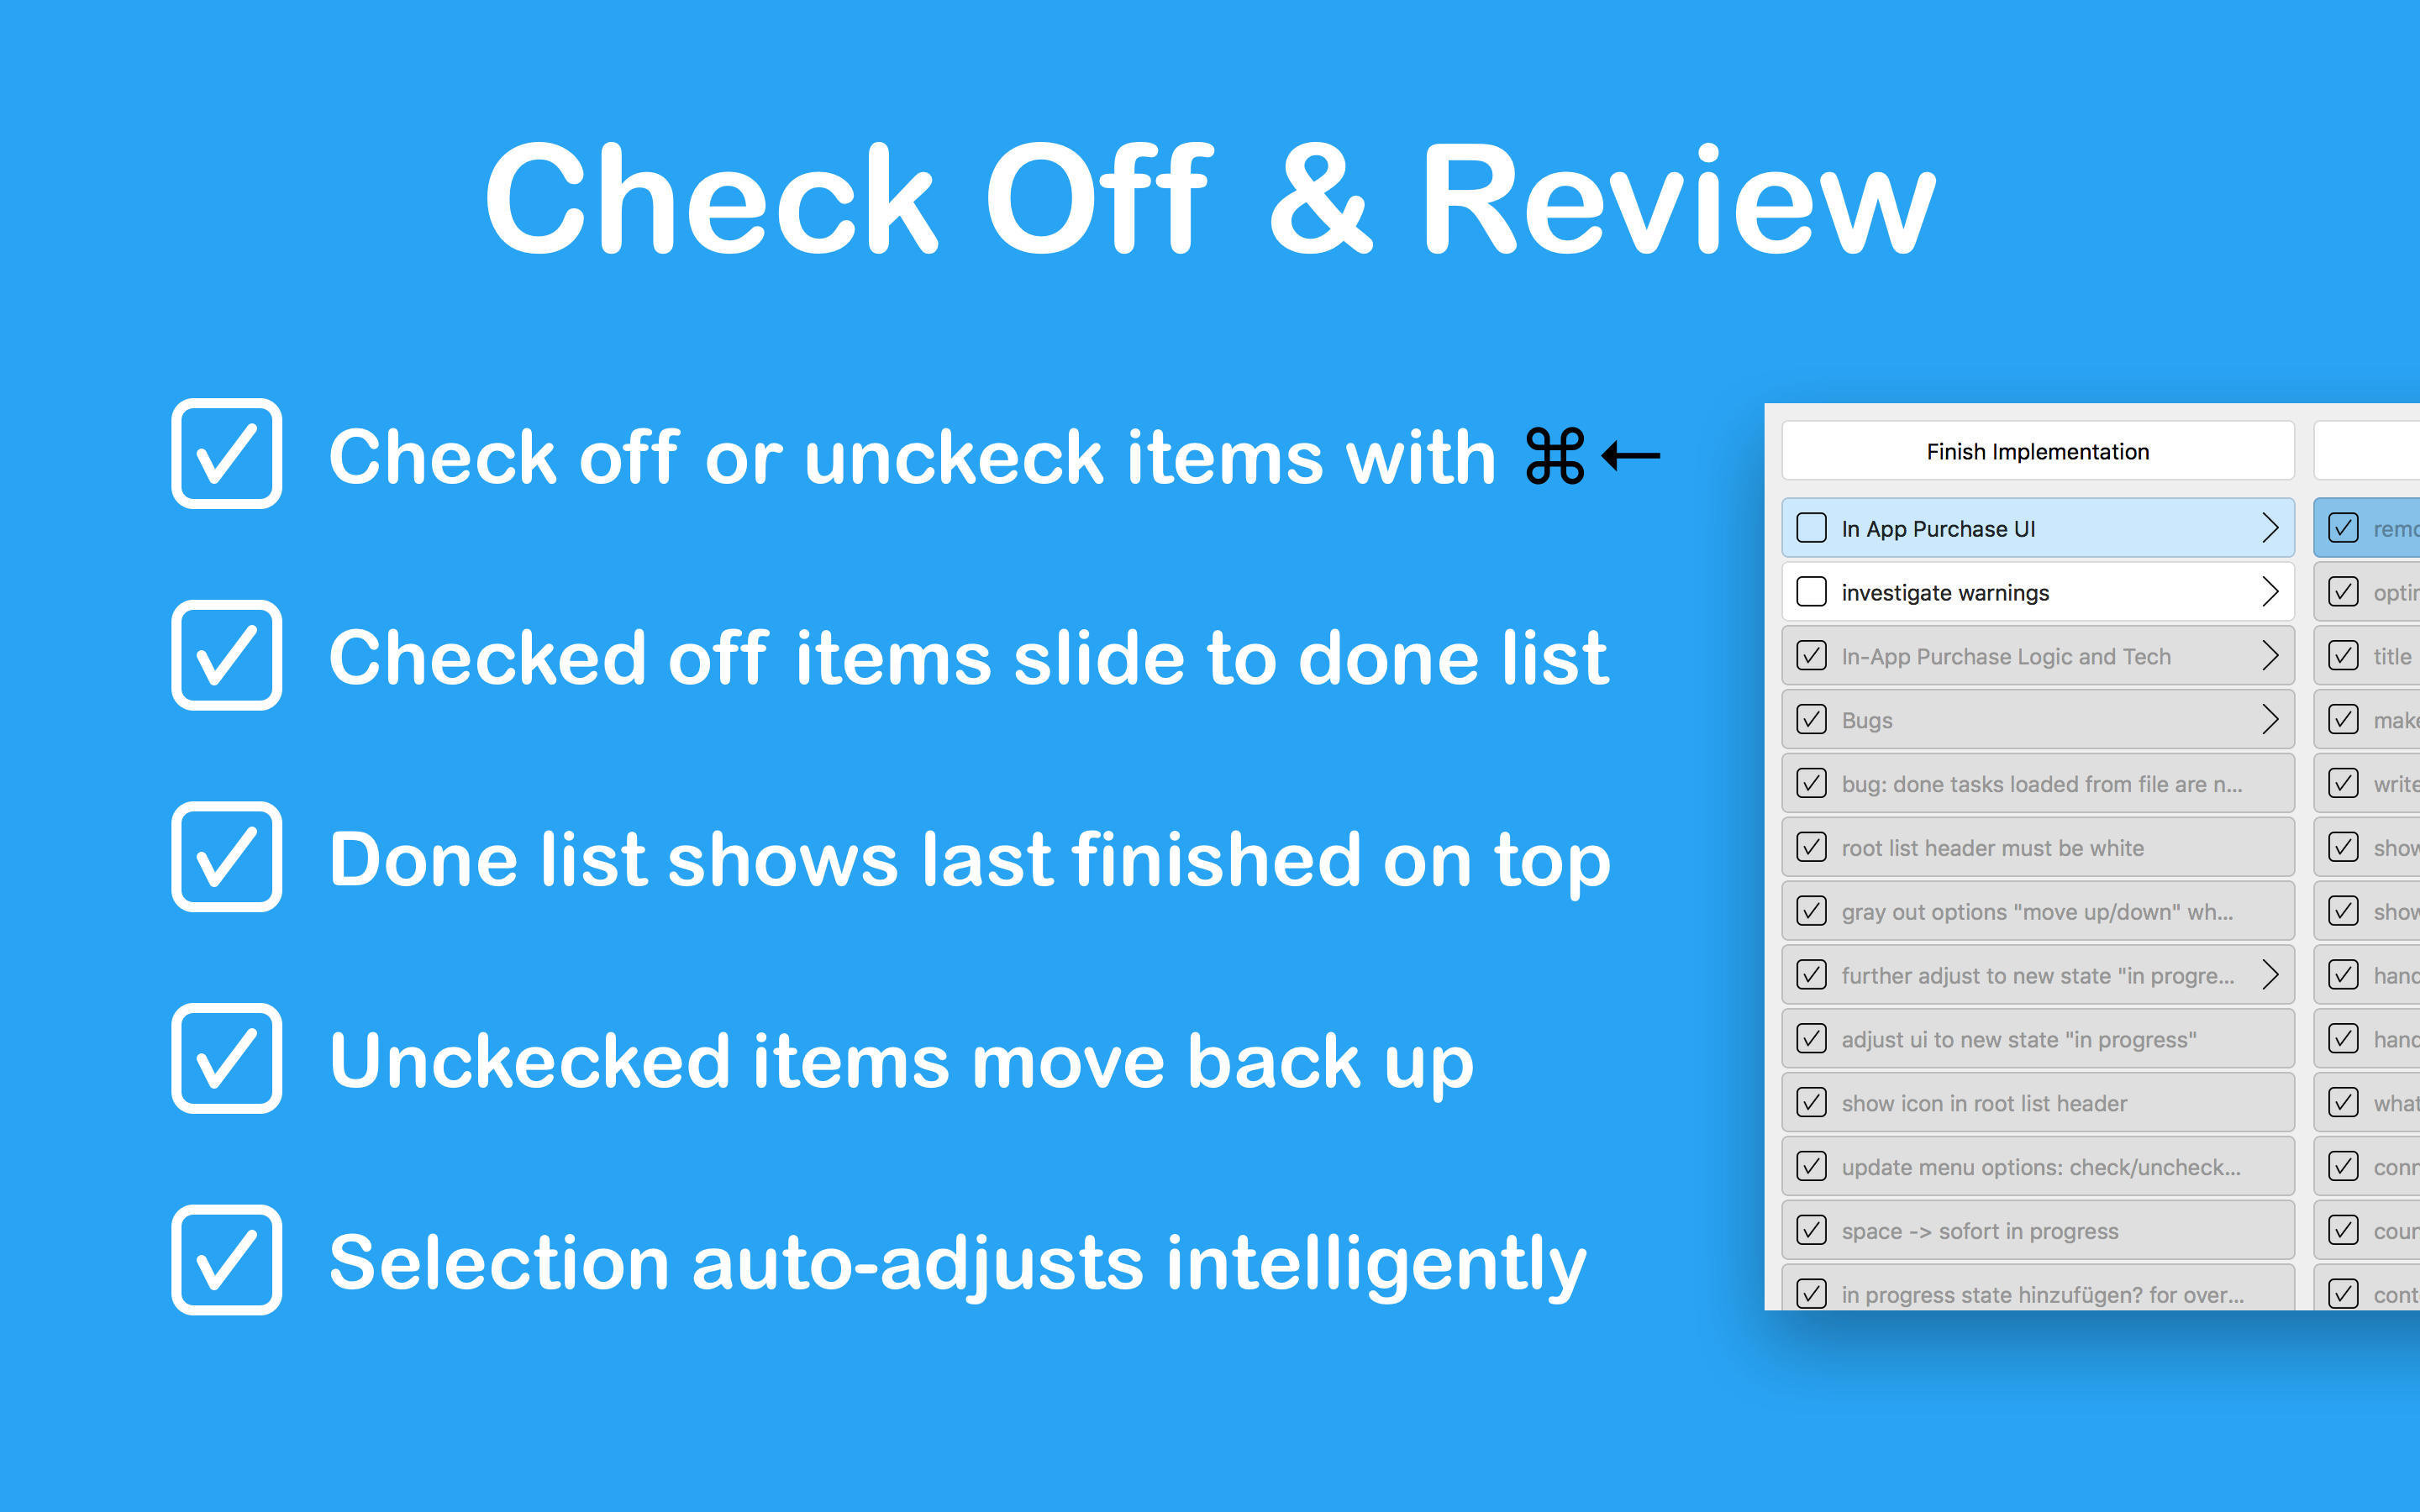 Check Off & Review
Check off or unckeck items with ⌘←
Checked off items slide to done list
Done list shows last finished on top
Unckecked items move back up
Selection auto-adjusts intelligently
Finish Implementation
In App Purchase UI
investigate warnings
In-App Purchase Logic and Tech
Bugs
bug: done tasks loaded from file are n...
root list header must be white
gray out options "move up/down" wh...
further adjust to new state "in progre...
adjust ui to new state "in progress"
show icon in root list header
update menu options: check/uncheck...
space -> sofort in progress
in progress state hinzufügen? for over...
remo
optin
title
make
write
show
show
hand
hand
what
conn
coun
cont